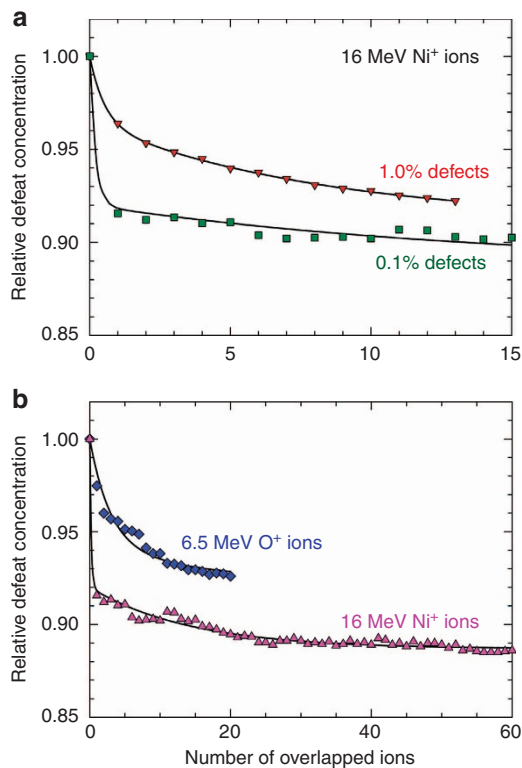 a
1.00
0.95
0.90
0.85
Relative defeat concentration
16 MeV Ni⁺ ions
1.0% defects
0.1% defects
0
5
10
15
b
1.00
0.95
0.90
0.85
Relative defeat concentration
6.5 MeV O⁺ ions
16 MeV Ni⁺ ions
0
20
40
60
Number of overlapped ions